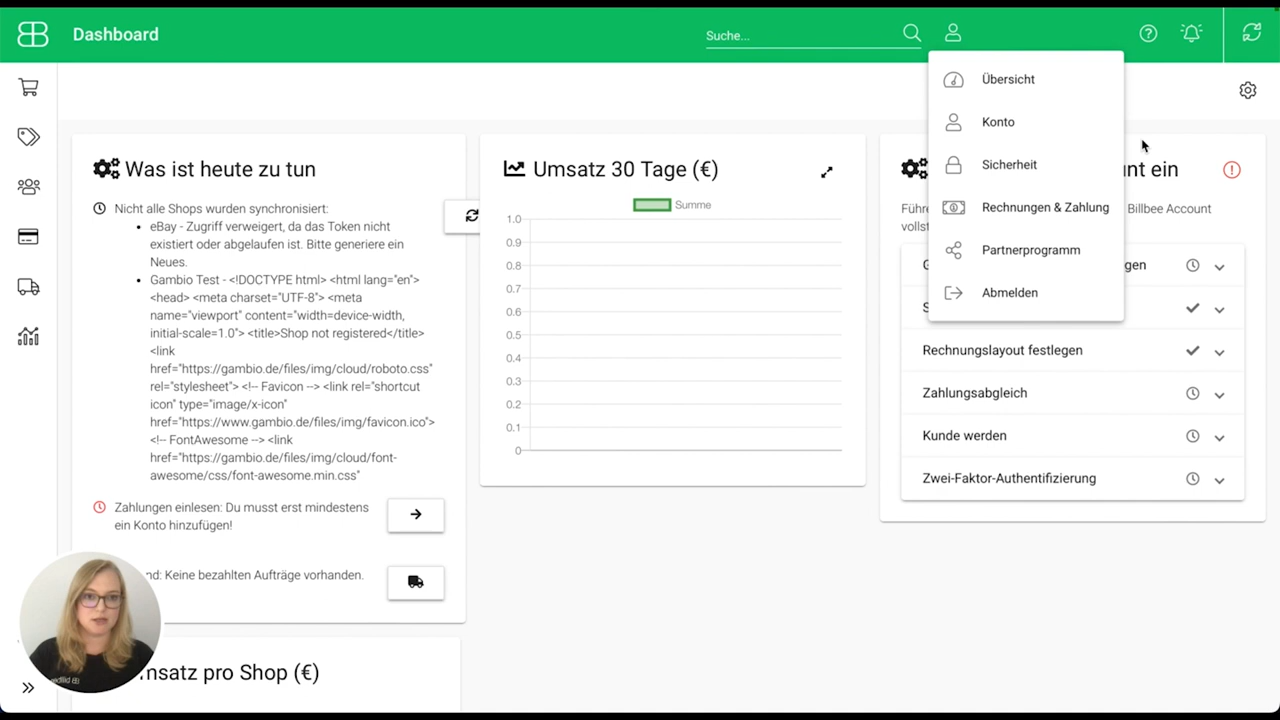 Dashboard
Suche...
Übersicht
Konto
Sicherheit
Rechnungen & Zahlung
Partnerprogramm
Abmelden
Was ist heute zu tun
Nicht alle Shops wurden synchronisiert:
eBay - Zugriff verweigert, da das Token nicht
existiert oder abgelaufen ist. Bitte generiere ein
Neues.
Gambio Test - <!DOCTYPE html> <html lang="en">
<head> <meta charset="UTF-8"> <meta
name="viewport" content="width=device-width,
initial-scale=1.0"> <title>Shop not registered</title>
<link
href="https://gambio.de/files/img/cloud/roboto.css"
rel="stylesheet"> <!-- Favicon --> <link rel="shortcut
icon" type="image/x-icon"
href="https://www.gambio.de/files/img/favicon.ico">
<!-- FontAwesome --> <link
href="https://gambio.de/files/img/cloud/font-
awesome/css/font-awesome.min.css"
Zahlungen einlesen: Du musst erst mindestens
ein Konto hinzufügen!
nd: Keine bezahlten Aufträge vorhanden.
msatz pro Shop (€)
Umsatz 30 Tage (€)
Summe
1.0
0.9
0.8
0.7
0.6
0.5
0.4
0.3
0.2
0.1
0
nt ein
Führe
Billbee Account
vollst
G
gen
S
Rechnungslayout festlegen
Zahlungsabgleich
Kunde werden
Zwei-Faktor-Authentifizierung